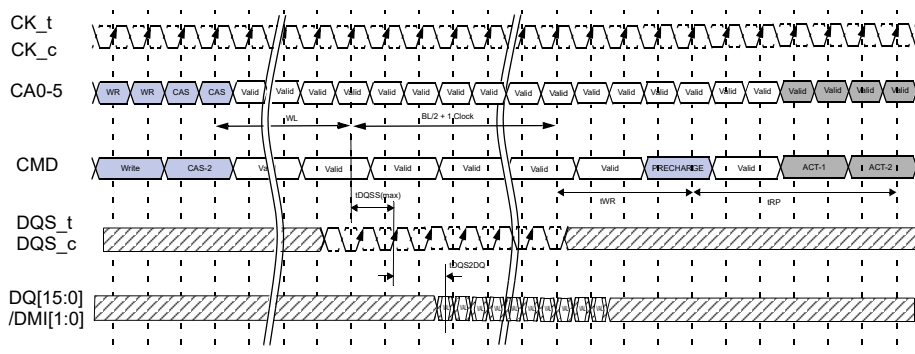 CK_t
CK_c
CA0-5 WR WR CAS CAS Valid Valid Valid Valid Valid Valid Valid Valid Valid Valid Valid Valid Valid Valid Valid Valid Valid Valid Valid Valid
WL BL/2 + 1 Clock
CMD Write CAS-2 Valid Valid Valid Valid Valid PRECHARGE Valid ACT-1 ACT-2
tDQSS(max) tWR tRP
DQS_t
DQS_c
tDQS2DQ
DQ[15:0]
/DMI[1:0]